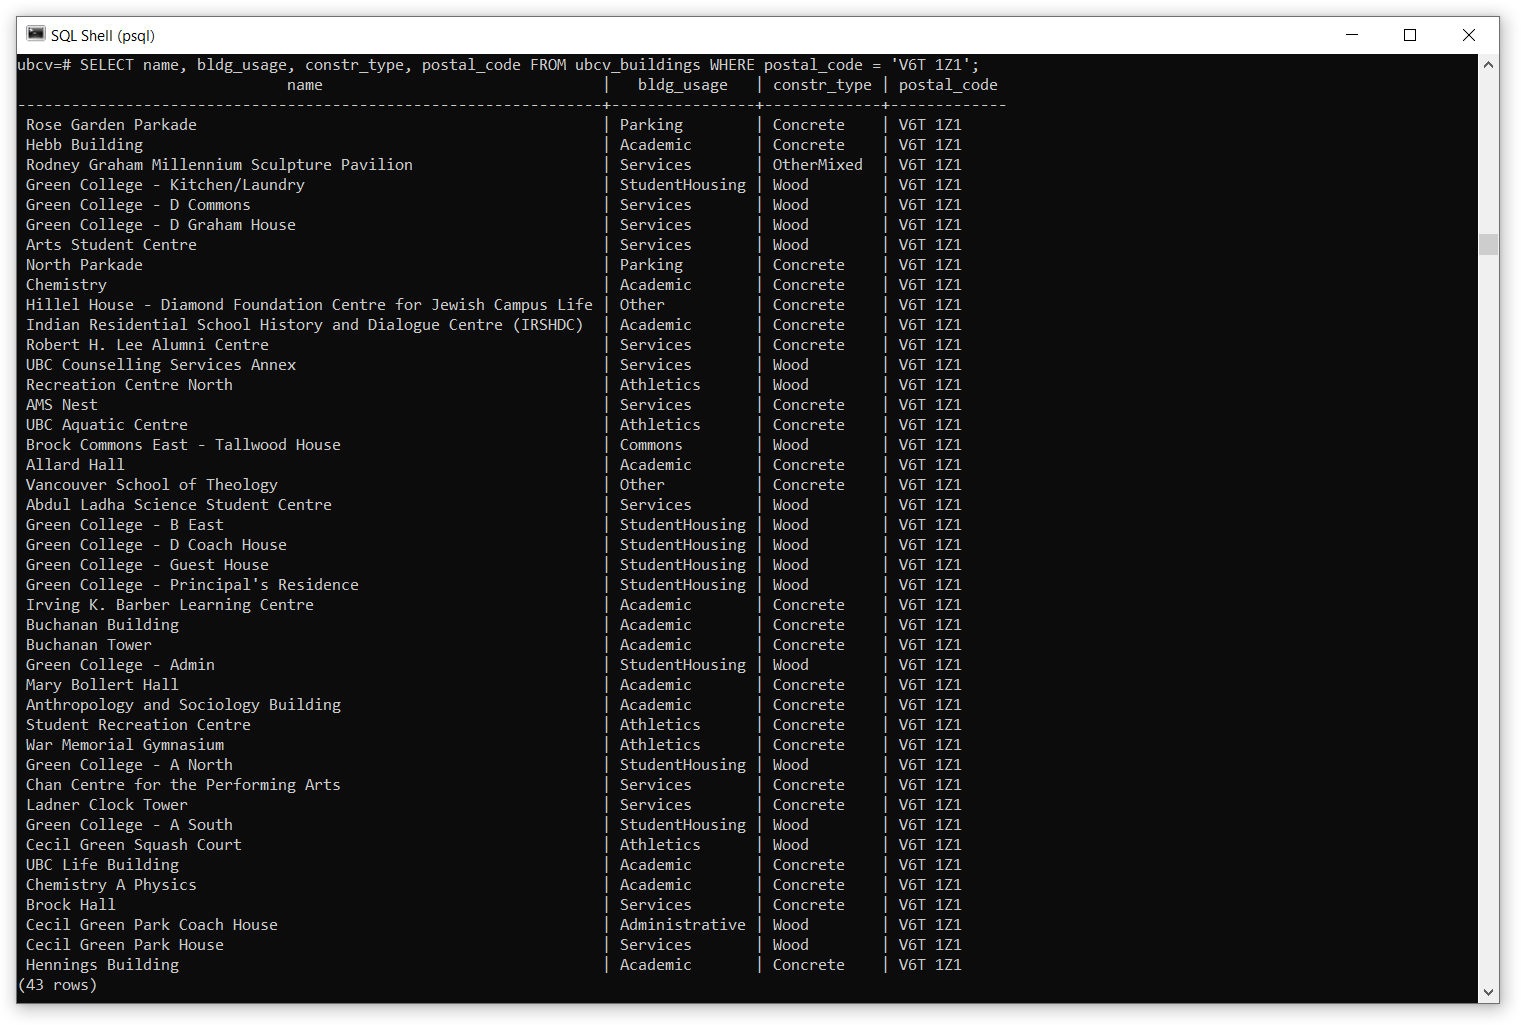 SQL Shell (psql)
ubcv=# SELECT name, bldg_usage, constr_type, postal_code FROM ubcv_buildings WHERE postal_code = 'V6T 1Z1';
name | bldg_usage | constr_type | postal_code
-----------------------------------------------------------------+----------------+-------------+-------------
Rose Garden Parkade | Parking | Concrete | V6T 1Z1
Hebb Building | Academic | Concrete | V6T 1Z1
Rodney Graham Millennium Sculpture Pavilion | Services | OtherMixed | V6T 1Z1
Green College - Kitchen/Laundry | StudentHousing | Wood | V6T 1Z1
Green College - D Commons | Services | Wood | V6T 1Z1
Green College - D Graham House | Services | Wood | V6T 1Z1
Arts Student Centre | Services | Wood | V6T 1Z1
North Parkade | Parking | Concrete | V6T 1Z1
Chemistry | Academic | Concrete | V6T 1Z1
Hillel House - Diamond Foundation Centre for Jewish Campus Life | Other | Concrete | V6T 1Z1
Indian Residential School History and Dialogue Centre (IRSHDC) | Academic | Concrete | V6T 1Z1
Robert H. Lee Alumni Centre | Services | Concrete | V6T 1Z1
UBC Counselling Services Annex | Services | Wood | V6T 1Z1
Recreation Centre North | Athletics | Wood | V6T 1Z1
AMS Nest | Services | Concrete | V6T 1Z1
UBC Aquatic Centre | Athletics | Concrete | V6T 1Z1
Brock Commons East - Tallwood House | Commons | Wood | V6T 1Z1
Allard Hall | Academic | Concrete | V6T 1Z1
Vancouver School of Theology | Other | Concrete | V6T 1Z1
Abdul Ladha Science Student Centre | Services | Wood | V6T 1Z1
Green College - B East | StudentHousing | Wood | V6T 1Z1
Green College - D Coach House | StudentHousing | Wood | V6T 1Z1
Green College - Guest House | StudentHousing | Wood | V6T 1Z1
Green College - Principal's Residence | StudentHousing | Wood | V6T 1Z1
Irving K. Barber Learning Centre | Academic | Concrete | V6T 1Z1
Buchanan Building | Academic | Concrete | V6T 1Z1
Buchanan Tower | Academic | Concrete | V6T 1Z1
Green College - Admin | StudentHousing | Wood | V6T 1Z1
Mary Bollert Hall | Academic | Concrete | V6T 1Z1
Anthropology and Sociology Building | Academic | Concrete | V6T 1Z1
Student Recreation Centre | Athletics | Concrete | V6T 1Z1
War Memorial Gymnasium | Athletics | Concrete | V6T 1Z1
Green College - A North | StudentHousing | Wood | V6T 1Z1
Chan Centre for the Performing Arts | Services | Concrete | V6T 1Z1
Ladner Clock Tower | Services | Concrete | V6T 1Z1
Green College - A South | StudentHousing | Wood | V6T 1Z1
Cecil Green Squash Court | Athletics | Wood | V6T 1Z1
UBC Life Building | Academic | Concrete | V6T 1Z1
Chemistry A Physics | Academic | Concrete | V6T 1Z1
Brock Hall | Services | Concrete | V6T 1Z1
Cecil Green Park Coach House | Administrative | Wood | V6T 1Z1
Cecil Green Park House | Services | Wood | V6T 1Z1
Hennings Building | Academic | Concrete | V6T 1Z1
(43 rows)